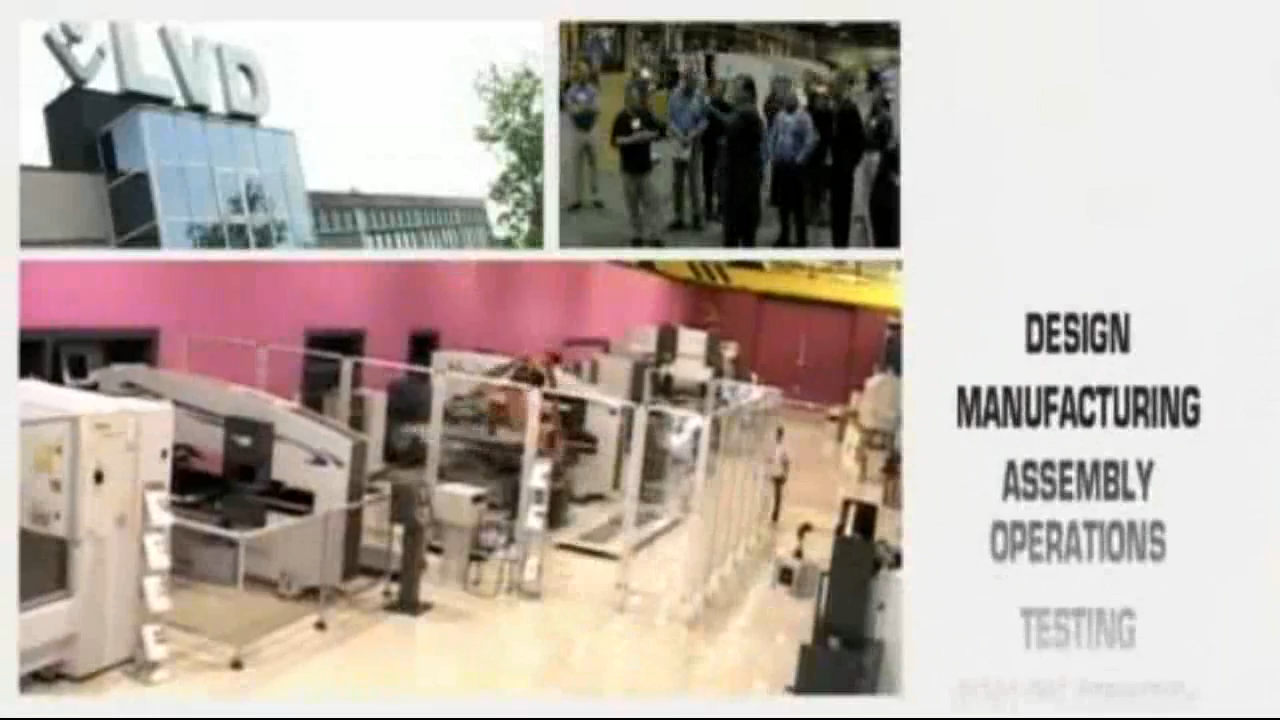 LVD
DESIGN
MANUFACTURING
ASSEMBLY
OPERATIONS
TESTING